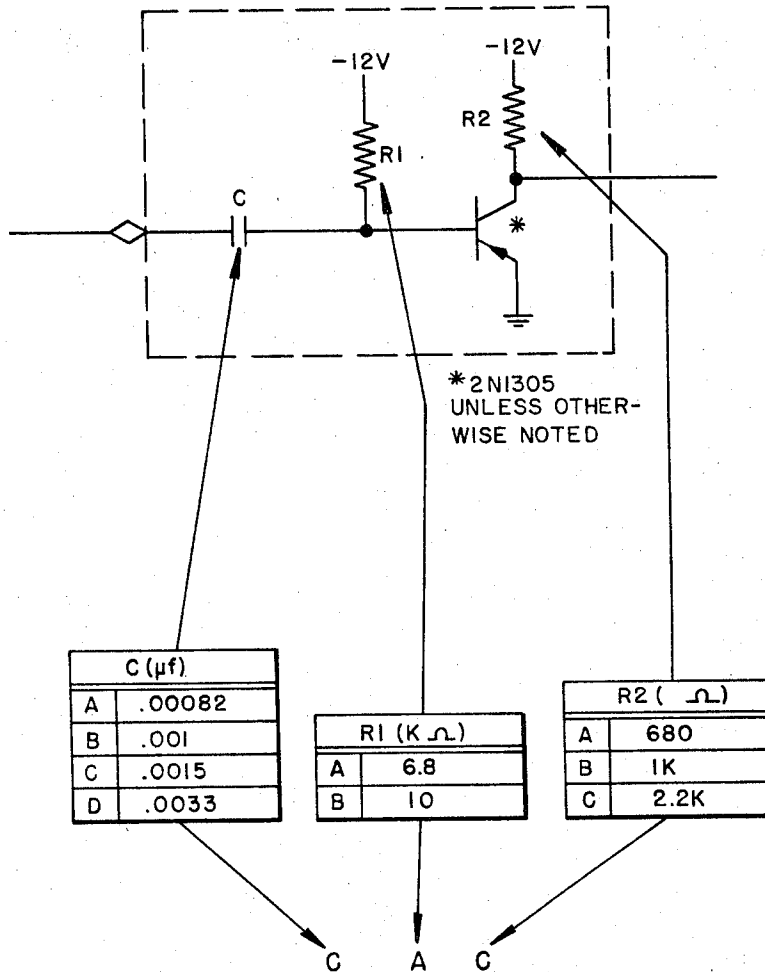 -12V
-12V
R2
R1
C
*
*2N1305
UNLESS OTHER-
WISE NOTED
C (μf)
A .00082
B .001
C .0015
D .0033
R1 (K Ω)
A 6.8
B 10
R2 ( Ω)
A 680
B 1K
C 2.2K
C A C